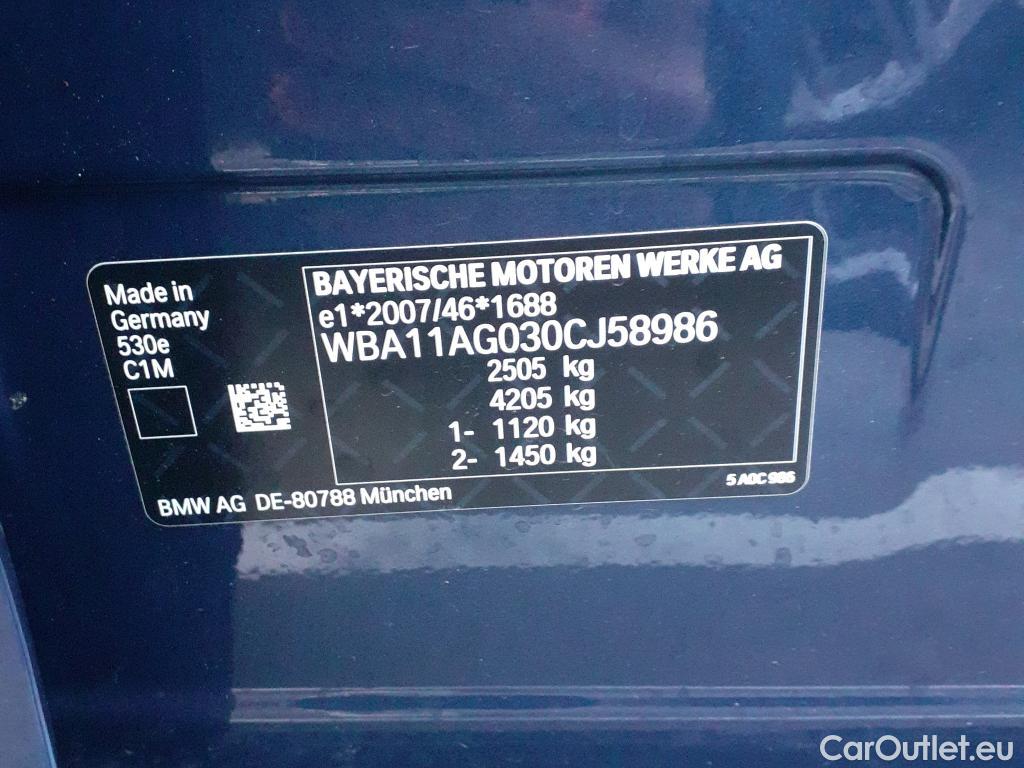 Made in
Germany
530e
C1M
BAYERISCHE MOTOREN WERKE AG
e1*2007/46*1688
WBA11AG030CJ58986
2505 kg
4205 kg
1- 1120 kg
2- 1450 kg
BMW AG DE-80788 München
5 A0C 986
CarOutlet.eu